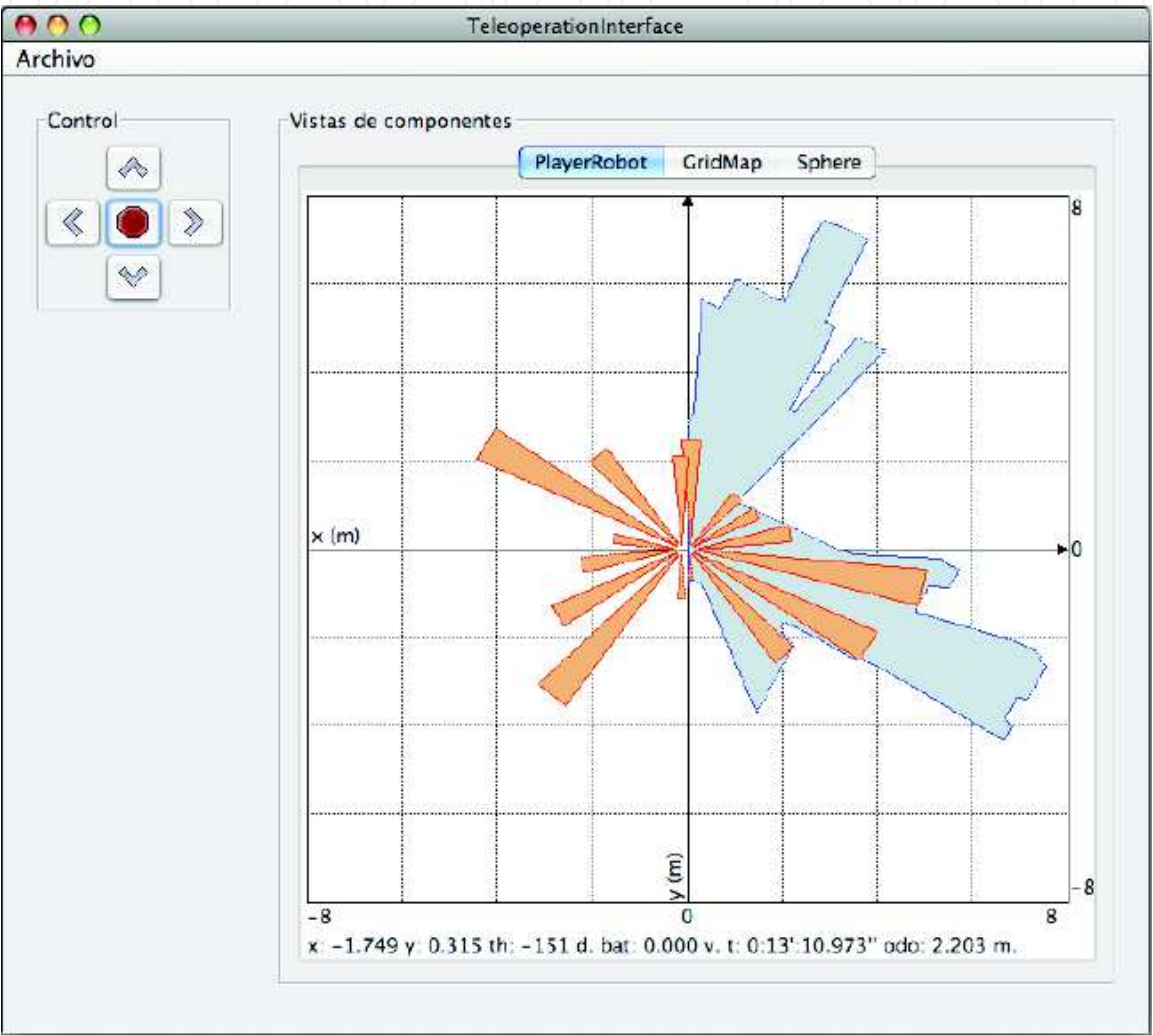 TeleoperationInterface
Archivo
Control
Vistas de componentes
PlayerRobot GridMap Sphere
8
x (m)
0
y (m)
-8
-8 0 8
x: -1.749 y: 0.315 th: -151 d. bat: 0.000 v. t: 0:13':10.973'' odo: 2.203 m.